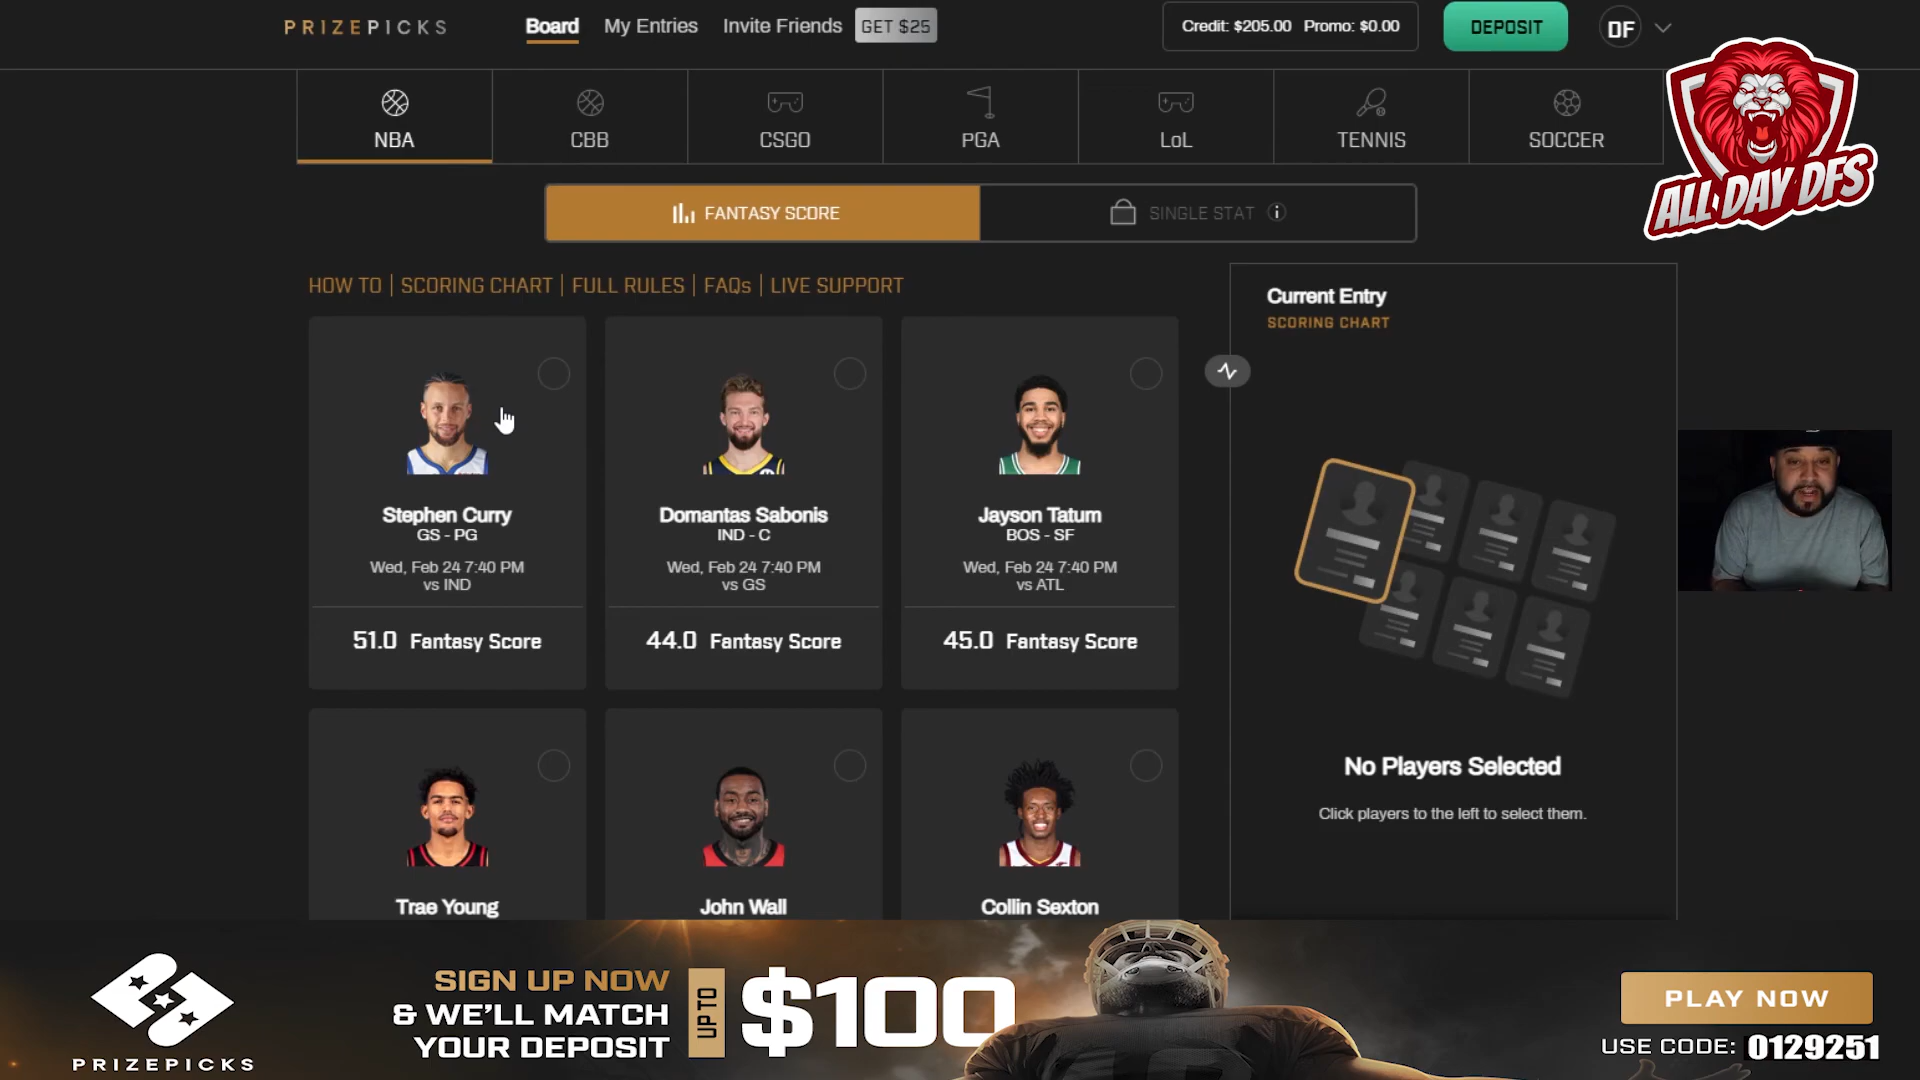 PRIZEPICKS
Board
My Entries
Invite Friends
GET $25
Credit: $205.00 Promo: $0.00
DEPOSIT
DF
NBA
CBB
CSGO
PGA
LoL
TENNIS
SOCCER
ALL DAY DFS
FANTASY SCORE
SINGLE STAT
HOW TO | SCORING CHART | FULL RULES | FAQs | LIVE SUPPORT
Stephen Curry
GS - PG
Wed, Feb 24 7:40 PM
vs IND
51.0 Fantasy Score
Domantas Sabonis
IND - C
Wed, Feb 24 7:40 PM
vs GS
44.0 Fantasy Score
Jayson Tatum
BOS - SF
Wed, Feb 24 7:40 PM
vs ATL
45.0 Fantasy Score
Trae Young
John Wall
Collin Sexton
Current Entry
SCORING CHART
No Players Selected
Click players to the left to select them.
PRIZEPICKS
SIGN UP NOW
& WE'LL MATCH
YOUR DEPOSIT
UP TO
$100
PLAY NOW
USE CODE: 0129251